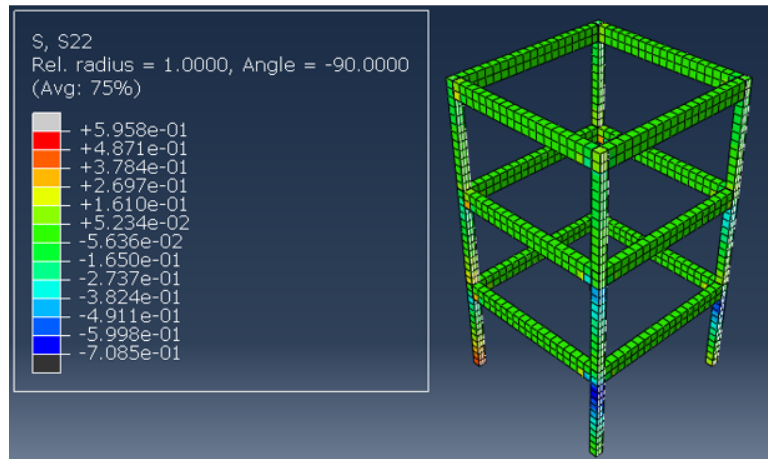 S, S22
Rel. radius = 1.0000, Angle = -90.0000
(Avg: 75%)
+5.958e-01
+4.871e-01
+3.784e-01
+2.697e-01
+1.610e-01
+5.234e-02
-5.636e-02
-1.650e-01
-2.737e-01
-3.824e-01
-4.911e-01
-5.998e-01
-7.085e-01